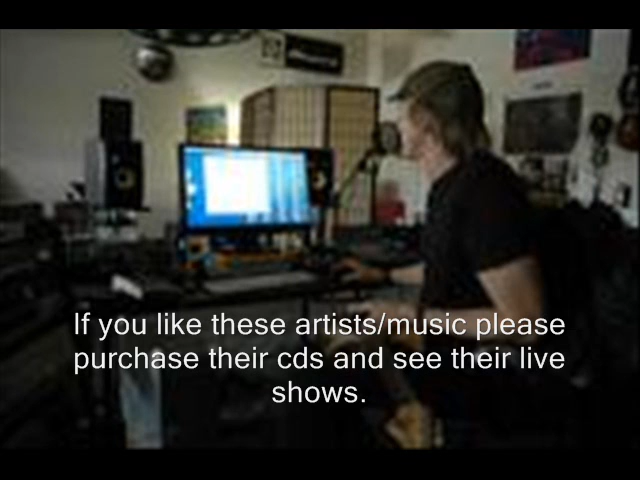 If you like these artists/music please
purchase their cds and see their live
shows.